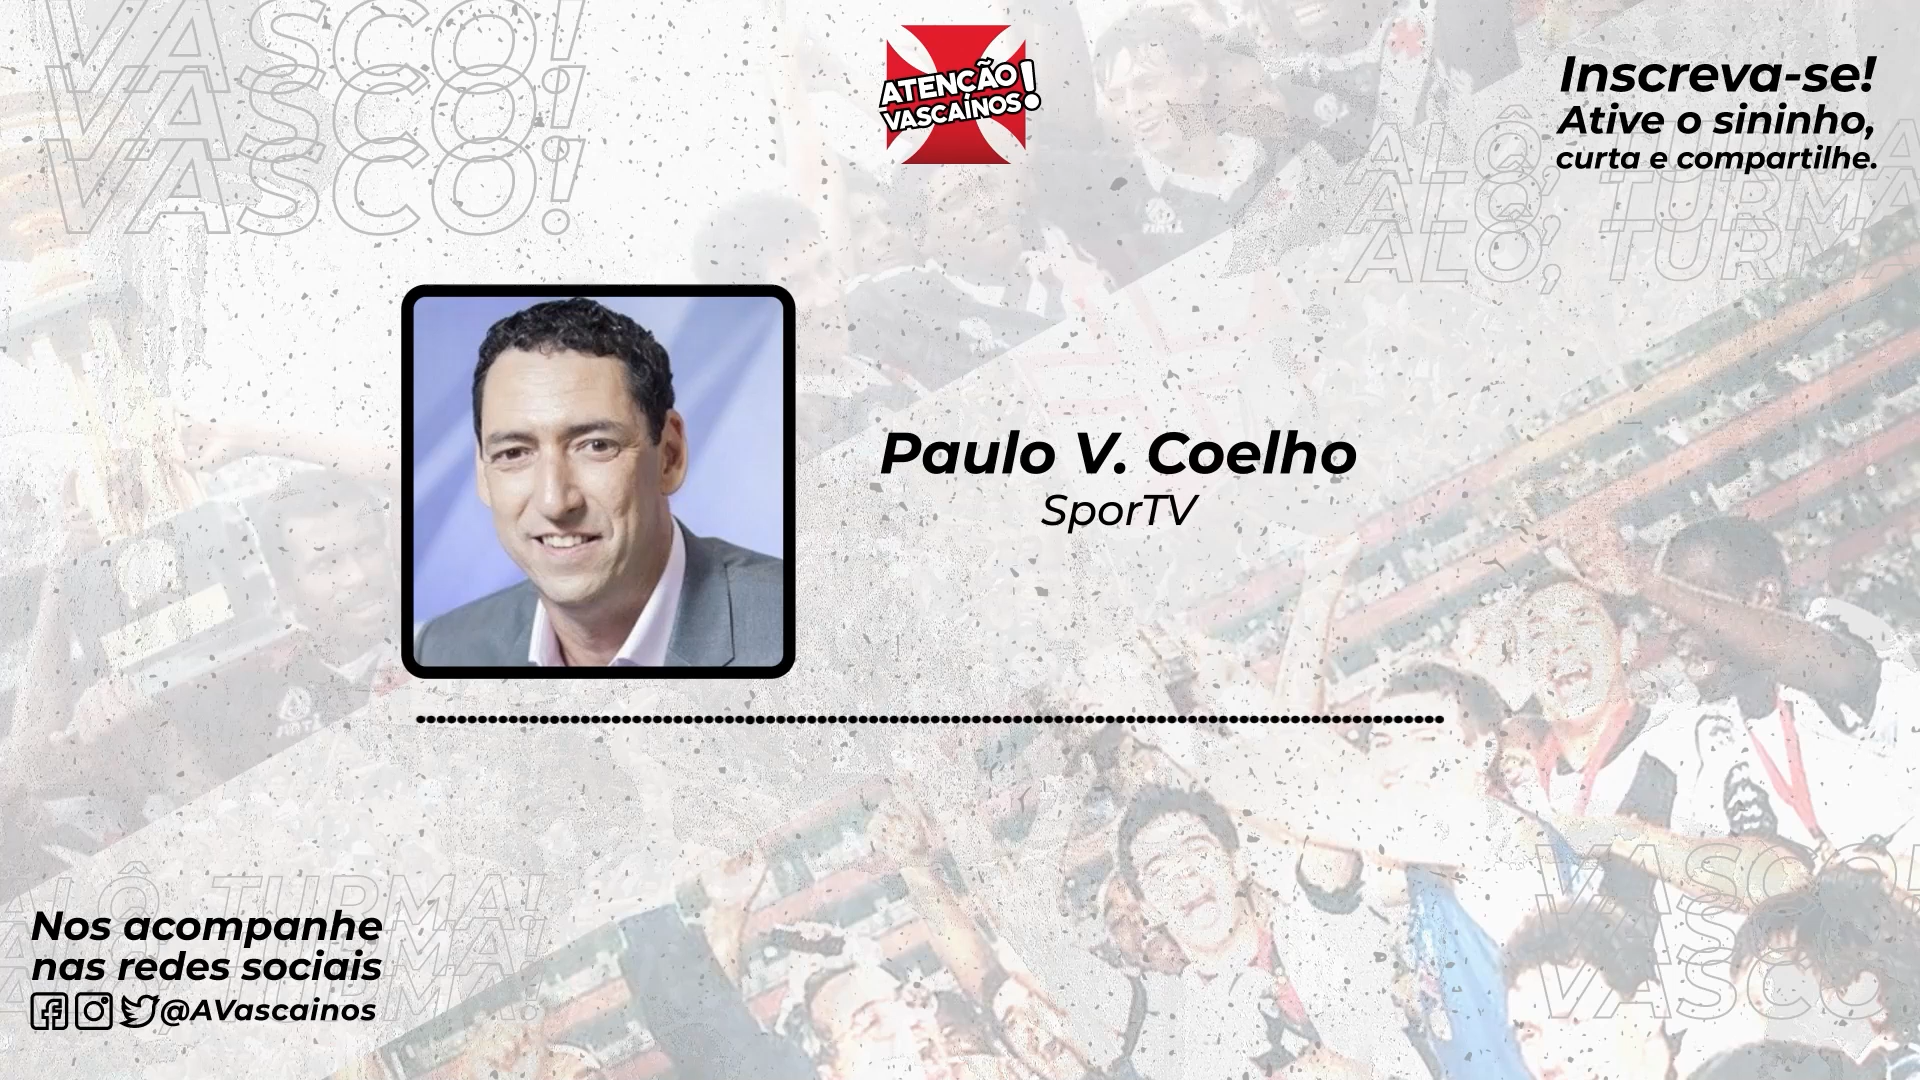 VASCO!
VASCO!
VASCO!
ATENÇÃO
VASCAÍNOS!
Inscreva-se!
Ative o sininho,
curta e compartilhe.
ALÔ, TURMA
ALÔ, TURMA
ALÔ, TURMA
Paulo V. Coelho
SporTV
ALÔ, TURMA!
Nos acompanhe
nas redes sociais
@AVascainos
VASCO!
VASCO
VASCO